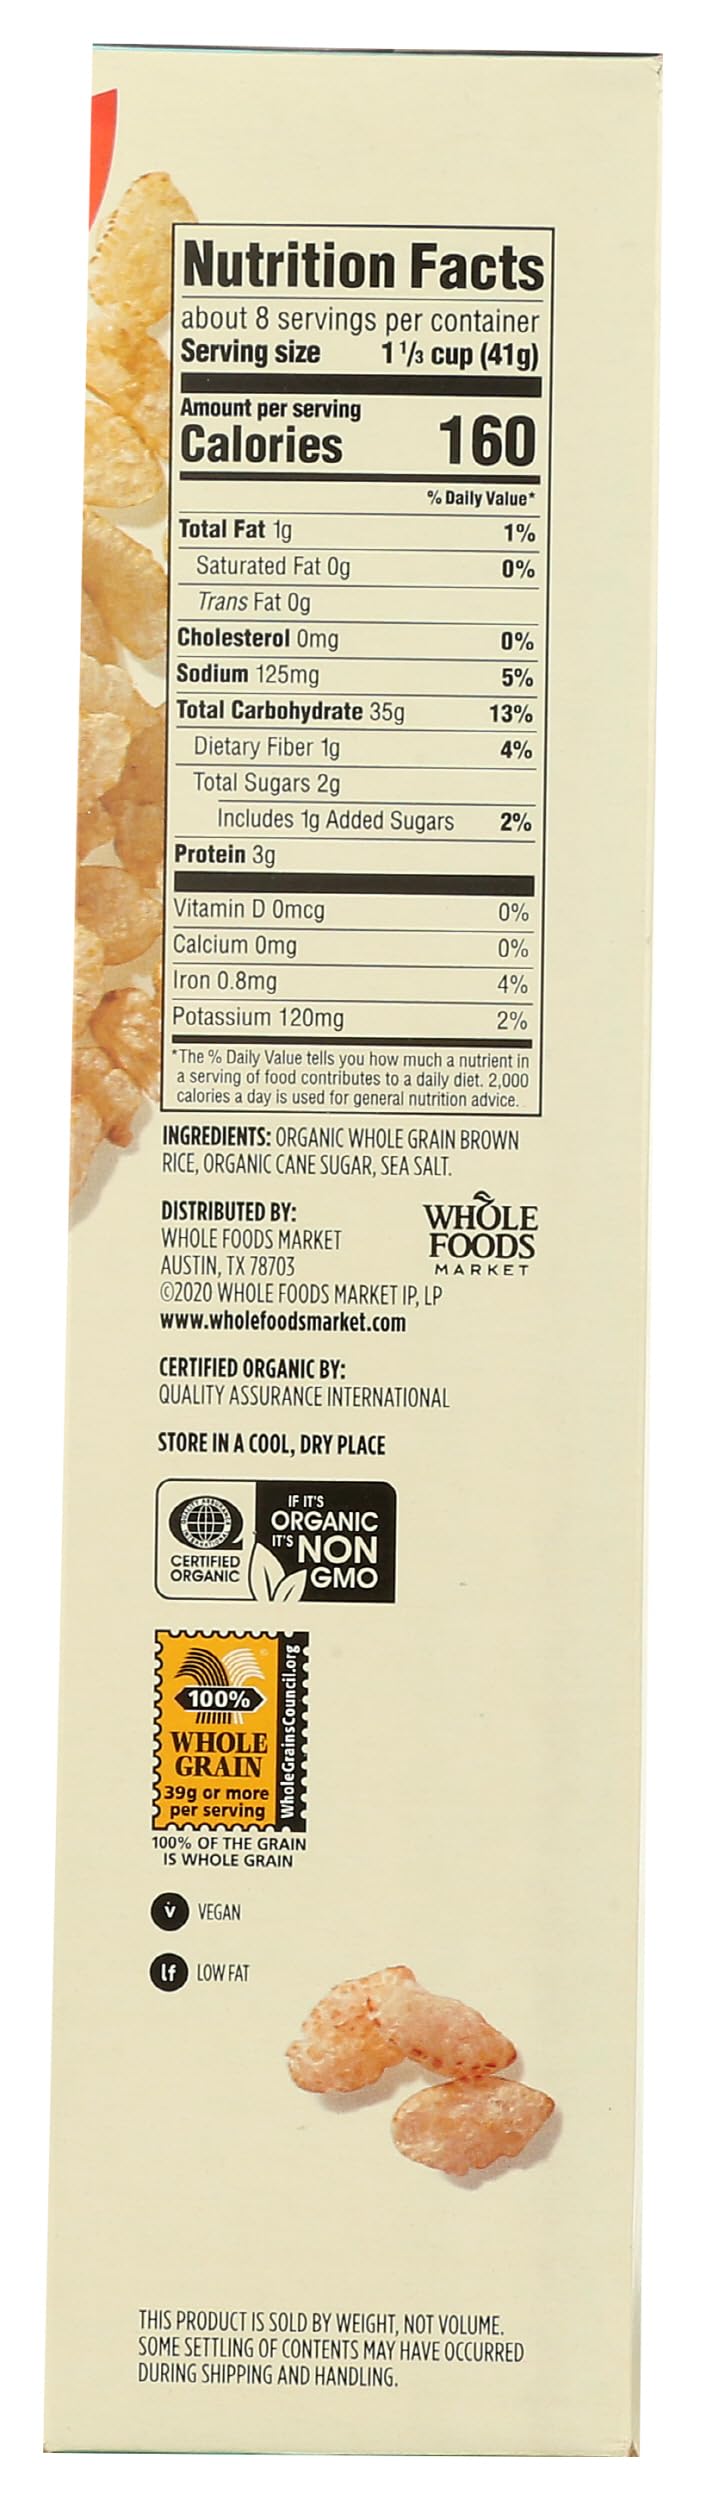 Nutrition Facts
about 8 servings per container
Serving size 1 1/3 cup (41g)
Amount per serving
Calories 160
% Daily Value*
Total Fat 1g 1%
Saturated Fat 0g 0%
Trans Fat 0g
Cholesterol 0mg 0%
Sodium 125mg 5%
Total Carbohydrate 35g 13%
Dietary Fiber 1g 4%
Total Sugars 2g
Includes 1g Added Sugars 2%
Protein 3g
Vitamin D 0mcg 0%
Calcium 0mg 0%
Iron 0.8mg 4%
Potassium 120mg 2%
*The % Daily Value tells you how much a nutrient in
a serving of food contributes to a daily diet. 2,000
calories a day is used for general nutrition advice.
INGREDIENTS: ORGANIC WHOLE GRAIN BROWN
RICE, ORGANIC CANE SUGAR, SEA SALT.
DISTRIBUTED BY:
WHOLE FOODS MARKET
AUSTIN, TX 78703
©2020 WHOLE FOODS MARKET IP, LP
www.wholefoodsmarket.com
WHOLE
FOODS
MARKET
CERTIFIED ORGANIC BY:
QUALITY ASSURANCE INTERNATIONAL
STORE IN A COOL, DRY PLACE
QUALITY ASSURANCE INTERNATIONAL
CERTIFIED
ORGANIC
IF IT'S
ORGANIC
IT'S NON
GMO
100%
WHOLE
GRAIN
39g or more
per serving
WholeGrainsCouncil.org
100% OF THE GRAIN
IS WHOLE GRAIN
v VEGAN
lf LOW FAT
THIS PRODUCT IS SOLD BY WEIGHT, NOT VOLUME.
SOME SETTLING OF CONTENTS MAY HAVE OCCURRED
DURING SHIPPING AND HANDLING.